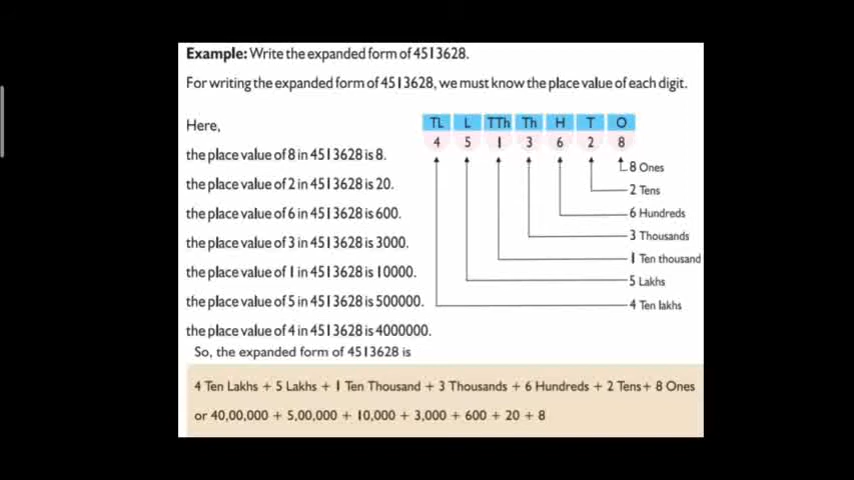 Example: Write the expanded form of 4513628.
For writing the expanded form of 4513628, we must know the place value of each digit.
Here,
TL L TTh Th H T O
4 5 1 3 6 2 8
the place value of 8 in 4513628 is 8.
the place value of 2 in 4513628 is 20.
the place value of 6 in 4513628 is 600.
the place value of 3 in 4513628 is 3000.
the place value of 1 in 4513628 is 10000.
the place value of 5 in 4513628 is 500000.
the place value of 4 in 4513628 is 4000000.
8 Ones
2 Tens
6 Hundreds
3 Thousands
1 Ten thousand
5 Lakhs
4 Ten lakhs
So, the expanded form of 4513628 is
4 Ten Lakhs + 5 Lakhs + 1 Ten Thousand + 3 Thousands + 6 Hundreds + 2 Tens+ 8 Ones
or 40,00,000 + 5,00,000 + 10,000 + 3,000 + 600 + 20 + 8